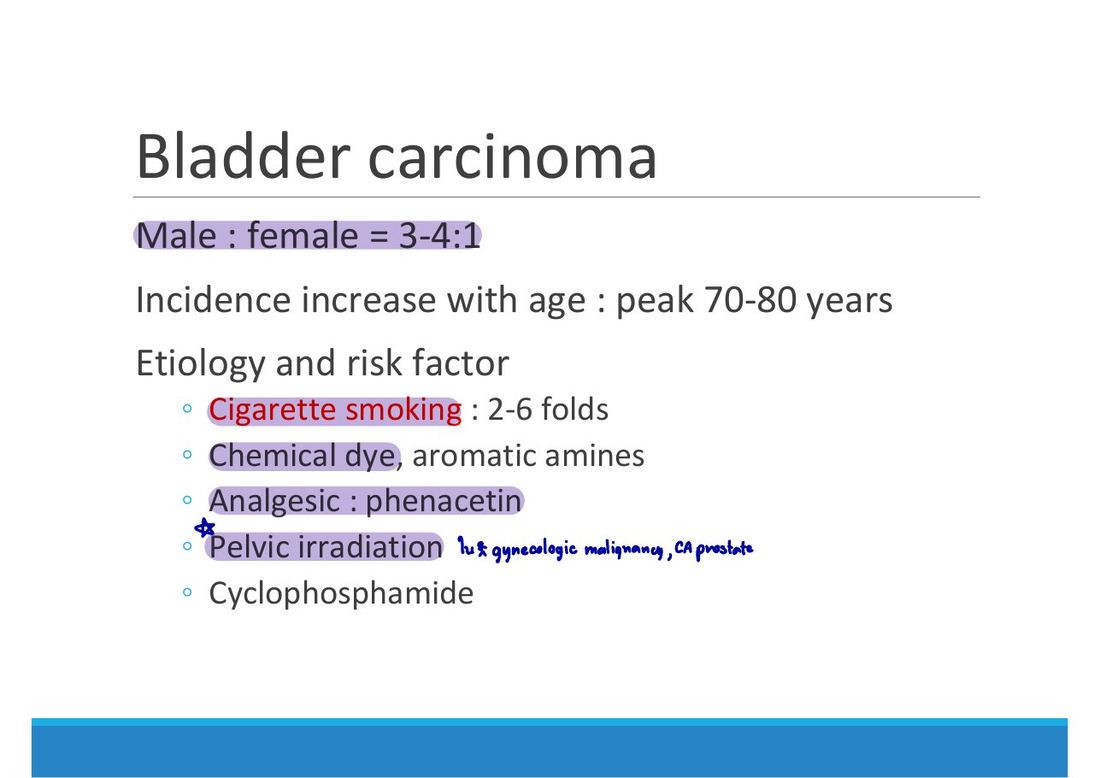 Bladder carcinoma
Male : female = 3-4:1
Incidence increase with age : peak 70-80 years
Etiology and risk factor
◦ Cigarette smoking : 2-6 folds
◦ Chemical dye, aromatic amines
◦ Analgesic : phenacetin
◦ Pelvic irradiation gynecologic malignancy, CA prostate
◦ Cyclophosphamide